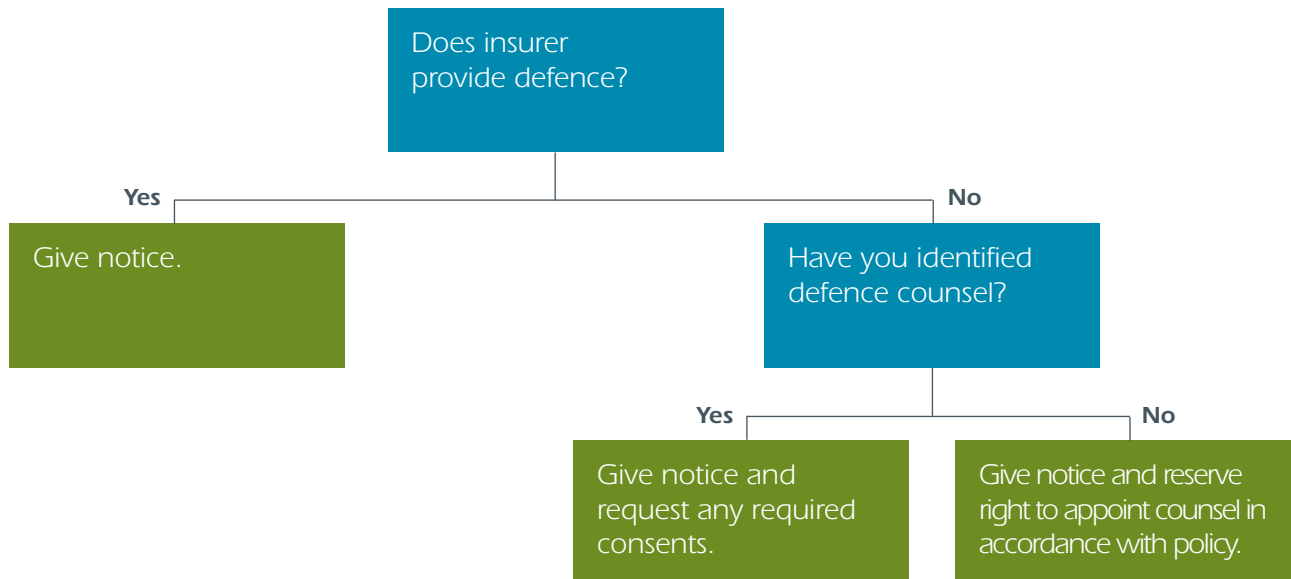 Does insurer
provide defence?
Yes
No
Give notice.
Have you identified
defence counsel?
Yes
No
Give notice and
request any required
consents.
Give notice and reserve
right to appoint counsel in
accordance with policy.